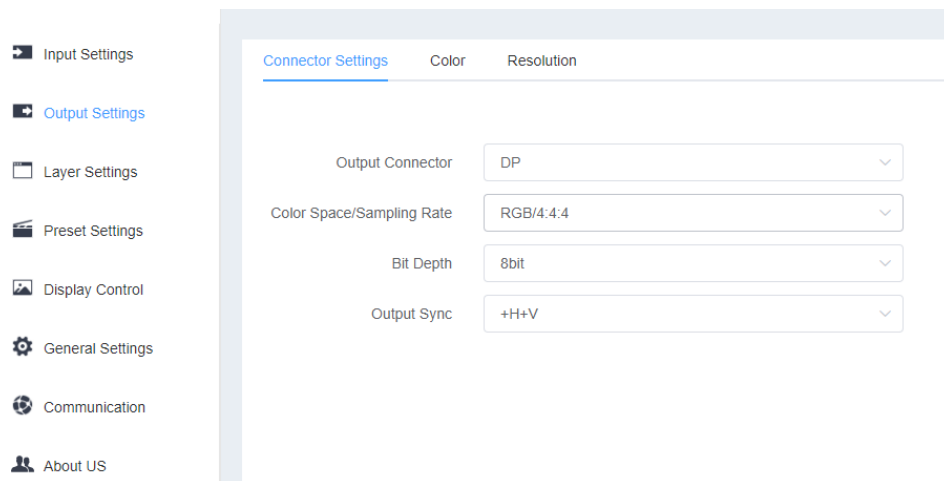 Input Settings
Output Settings
Layer Settings
Preset Settings
Display Control
General Settings
Communication
About US
Connector Settings Color Resolution
Output Connector DP
Color Space/Sampling Rate RGB/4:4:4
Bit Depth 8bit
Output Sync +H+V